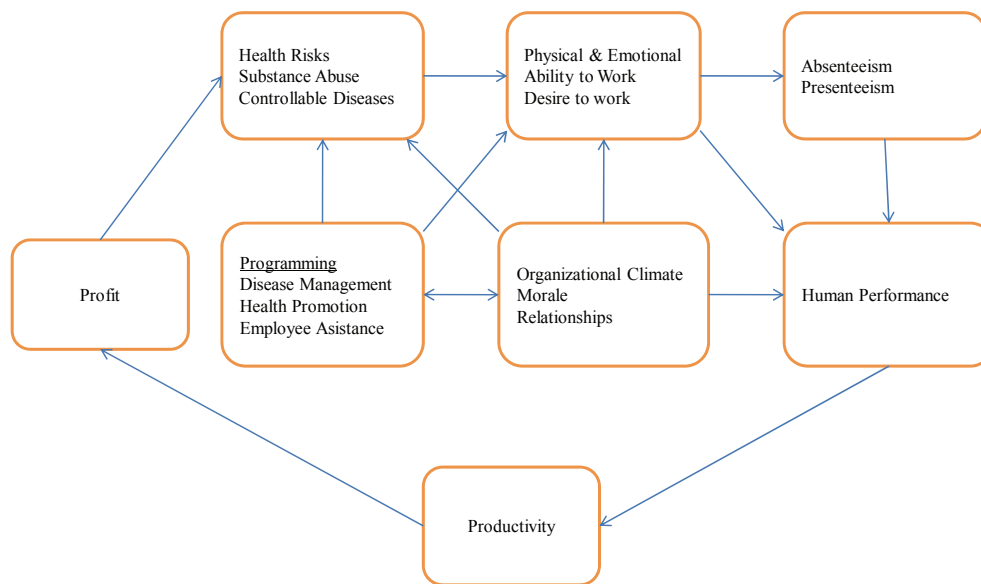 Health Risks
Substance Abuse
Controllable Diseases
Physical & Emotional
Ability to Work
Desire to work
Absenteeism
Presenteeism
Profit
Programming
Disease Management
Health Promotion
Employee Asistance
Organizational Climate
Morale
Relationships
Human Performance
Productivity